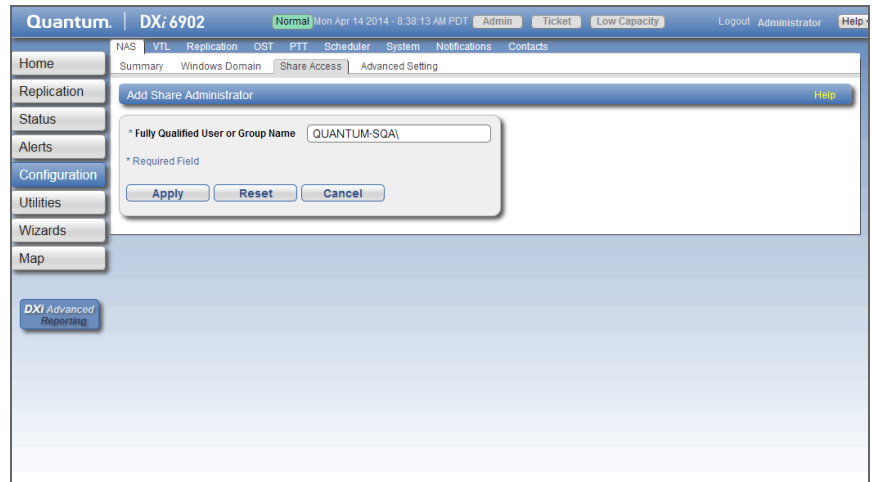 Quantum. DXi 6902 Normal Mon Apr 14 2014 - 8:38:13 AM PDT Admin Ticket Low Capacity Logout Administrator Help
NAS VTL Replication OST PTT Scheduler System Notifications Contacts
Summary Windows Domain Share Access Advanced Setting
Home
Replication
Status
Alerts
Configuration
Utilities
Wizards
Map
DXi Advanced
Reporting
Add Share Administrator Help
* Fully Qualified User or Group Name QUANTUM-SQA\
* Required Field
Apply Reset Cancel